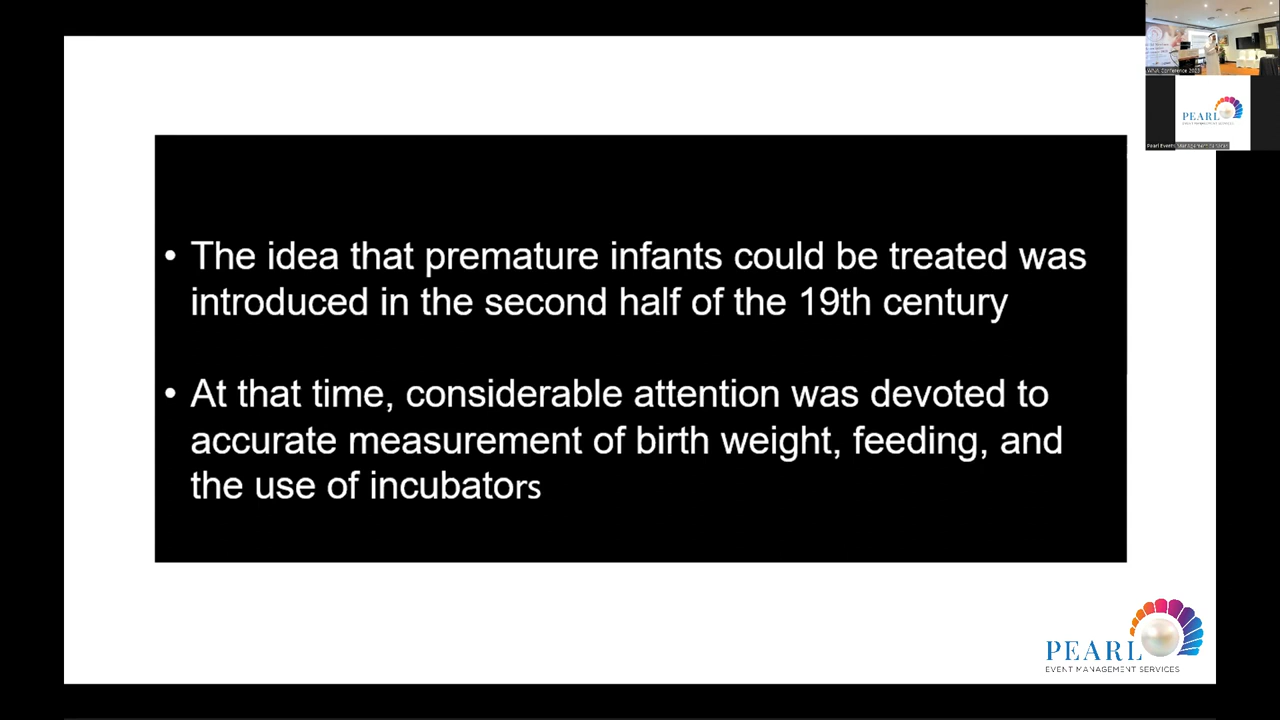 • The idea that premature infants could be treated was
introduced in the second half of the 19th century
• At that time, considerable attention was devoted to
accurate measurement of birth weight, feeding, and
the use of incubators
PEARL
EVENT MANAGEMENT SERVICES
PEARL